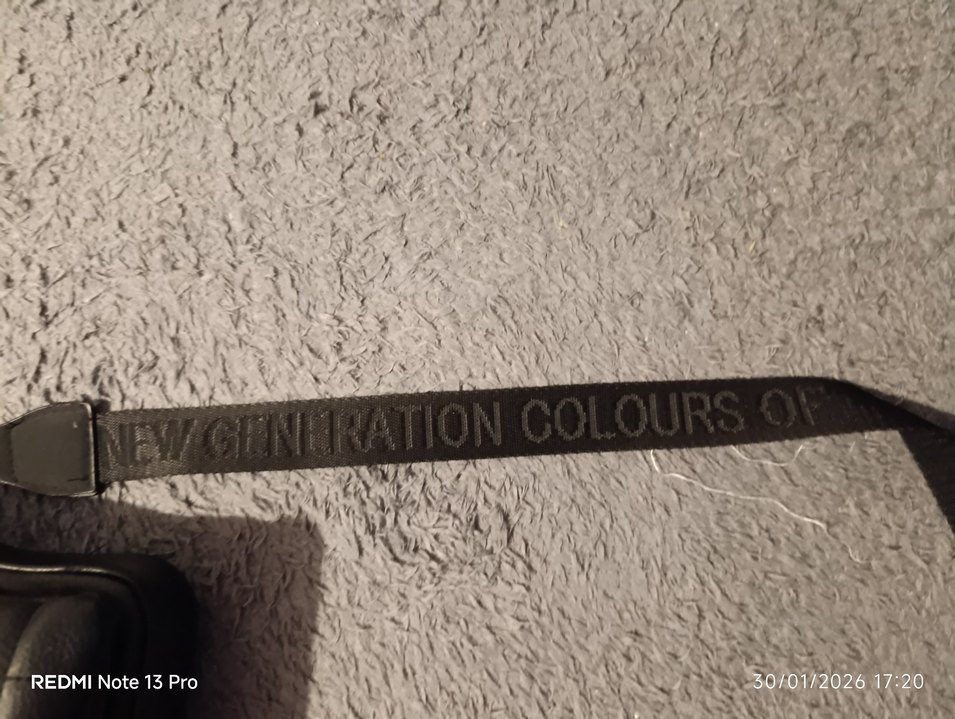 NEW GENERATION COLOURS OF
REDMI Note 13 Pro
30/01/2026 17:20